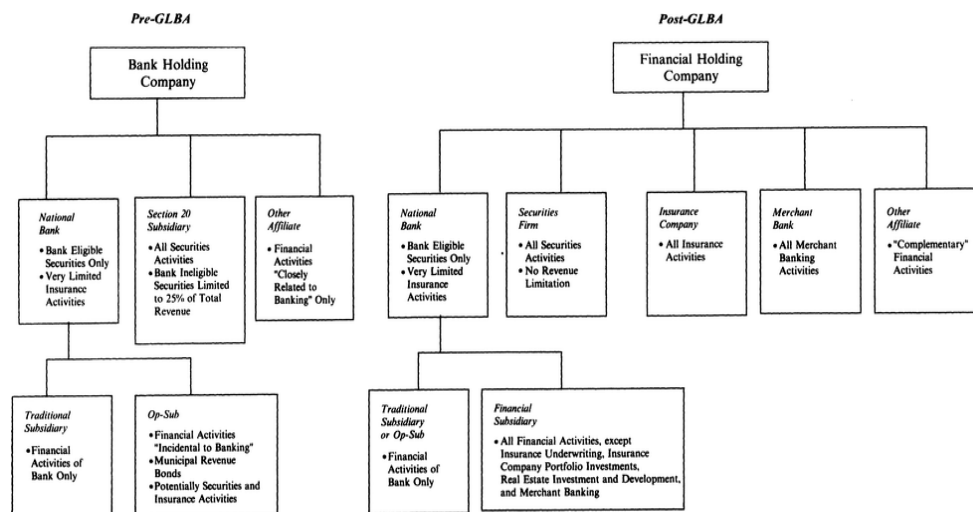 Pre-GLBA
Bank Holding
Company
National
Bank
• Bank Eligible
Securities Only
• Very Limited
Insurance
Activities
Section 20
Subsidiary
• All Securities
Activities
• Bank Ineligible
Securities Limited
to 25% of Total
Revenue
Other
Affiliate
• Financial
Activities
"Closely
Related to
Banking" Only
Traditional
Subsidiary
• Financial
Activities of
Bank Only
Op-Sub
• Financial Activities
"Incidental to Banking"
• Municipal Revenue
Bonds
• Potentially Securities and
Insurance Activities
Post-GLBA
Financial Holding
Company
National
Bank
• Bank Eligible
Securities Only
• Very Limited
Insurance
Activities
Securities
Firm
• All Securities
Activities
• No Revenue
Limitation
Insurance
Company
• All Insurance
Activities
Merchant
Bank
• All Merchant
Banking
Activities
Other
Affiliate
• "Complementary"
Financial
Activities
Traditional
Subsidiary
or Op-Sub
• Financial
Activities of
Bank Only
Financial
Subsidiary
• All Financial Activities, except
Insurance Underwriting, Insurance
Company Portfolio Investments,
Real Estate Investment and Development,
and Merchant Banking